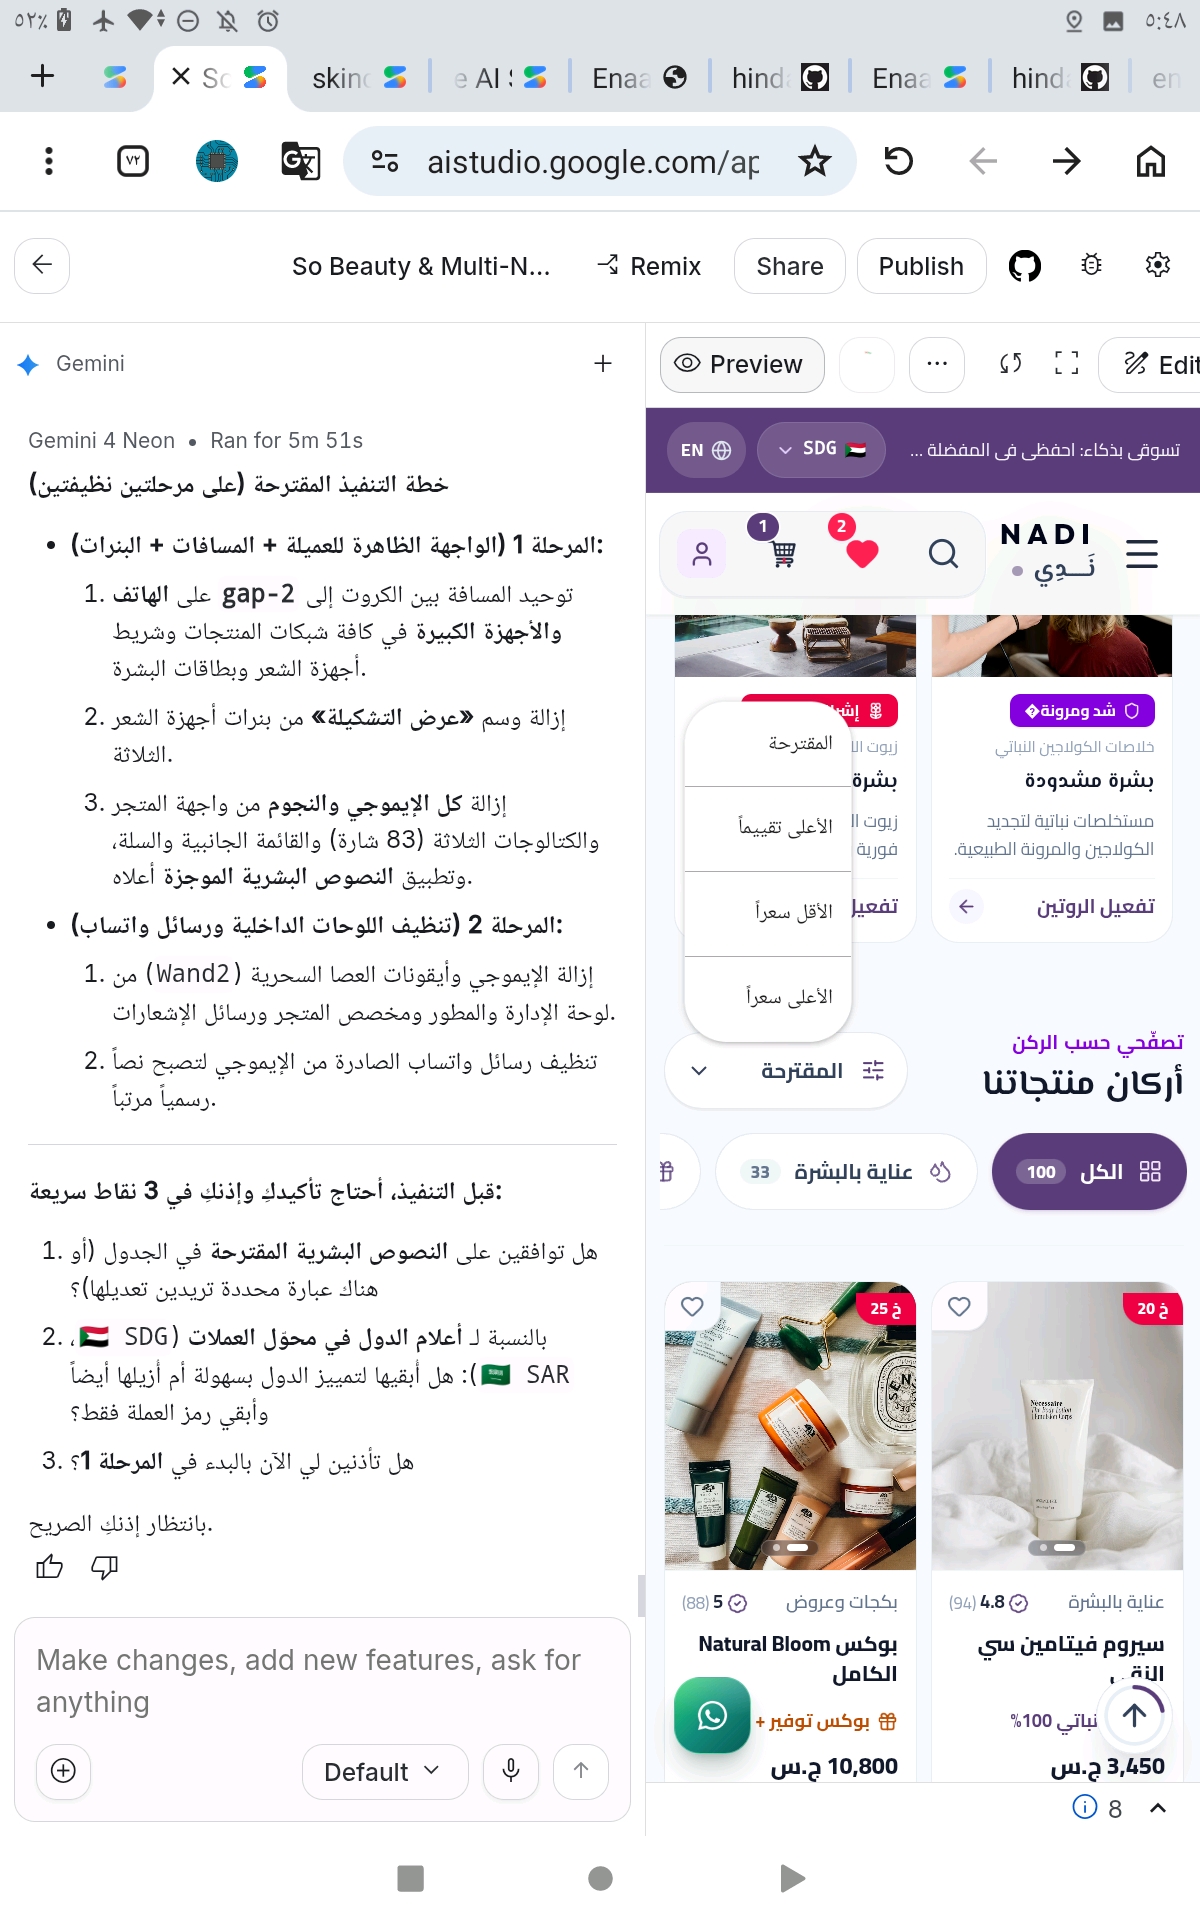 ٥٢٪
٥:٤٨
skinc
e AI S
Enaa
hinda
Enaa
hinda
en
٧٢
aistudio.google.com/ap
So Beauty & Multi-N...
Remix
Share
Publish
Gemini
Gemini 4 Neon • Ran for 5m 51s
خطة التنفيذ المقترحة (على مرحلتين نظيفتين)
المرحلة 1 (الواجهة الظاهرة للعميلة + المسافات + البنرات):
1. توحيد المسافة بين الكروت إلى gap-2 على الهاتف
والأجهزة الكبيرة في كافة شبكات المنتجات وشريط
أجهزة الشعر وبطاقات البشرة.
2. إزالة وسم «عرض التشكيلة» من بنرات أجهزة الشعر
الثلاثة.
3. إزالة كل الإيموجي والنجوم من واجهة المتجر
والكتالوجات الثلاثة (83 شارة) والقائمة الجانبية والسلة،
وتطبيق النصوص البشرية الموجزة أعلاه.
المرحلة 2 (تنظيف اللوحات الداخلية ورسائل واتساب):
1. إزالة الإيموجي وأيقونات العصا السحرية (Wand2) من
لوحة الإدارة والمطور ومخصص المتجر ورسائل الإشعارات.
2. تنظيف رسائل واتساب الصادرة من الإيموجي لتصبح نصاً
رسمياً مرتباً.
قبل التنفيذ، أحتاج تأكيدكِ وإذنكِ في 3 نقاط سريعة:
1. هل توافقين على النصوص البشرية المقترحة في الجدول (أو
هناك عبارة محددة تريدين تعديلها)؟
2. بالنسبة لـ أعلام الدول في محوّل العملات (SDG 🇸🇩،
🇸🇦 SAR): هل أبقيها لتمييز الدول بسهولة أم أزيلها أيضاً
وأبقي رمز العملة فقط؟
3. هل تأذنين لي الآن بالبدء في المرحلة 1؟
بانتظار إذنكِ الصريح.
Make changes, add new features, ask for
anything
Default
Preview
Edit
تسوقي بذكاء: احفظي في المفضلة ...
SDG 🇸🇩
EN
NADI
نَــدِي
2
1
شد ومرونة�
خلاصات الكولاجين النباتي
بشرة مشدودة
مستخلصات نباتية لتجديد
الكولاجين والمرونة الطبيعية.
تفعيل الروتين
بشرة
فورية
المقترحة
الأعلى تقييماً
الأقل سعراً
الأعلى سعراً
تصفّحي حسب الركن
أركان منتجاتنا
المقترحة
الكل 100
عناية بالبشرة 33
خ 20
خ 25
عناية بالبشرة
4.8 (94)
سيروم فيتامين سي
النقي
نباتي 100%
3,450 ج.س
بكجات وعروض
5 (88)
بوكس Natural Bloom
الكامل
بوكس توفير +
10,800 ج.س
8